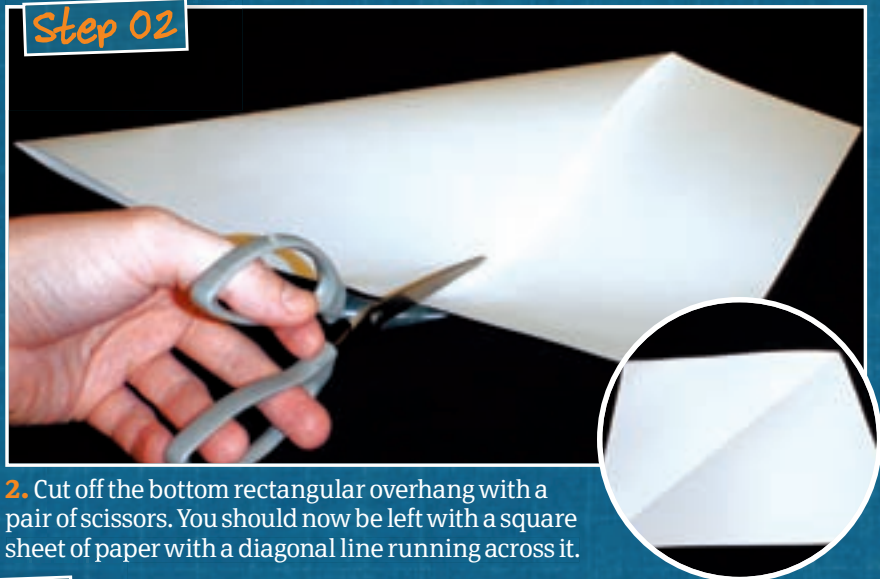 Step 02
2. Cut off the bottom rectangular overhang with a
pair of scissors. You should now be left with a square
sheet of paper with a diagonal line running across it.